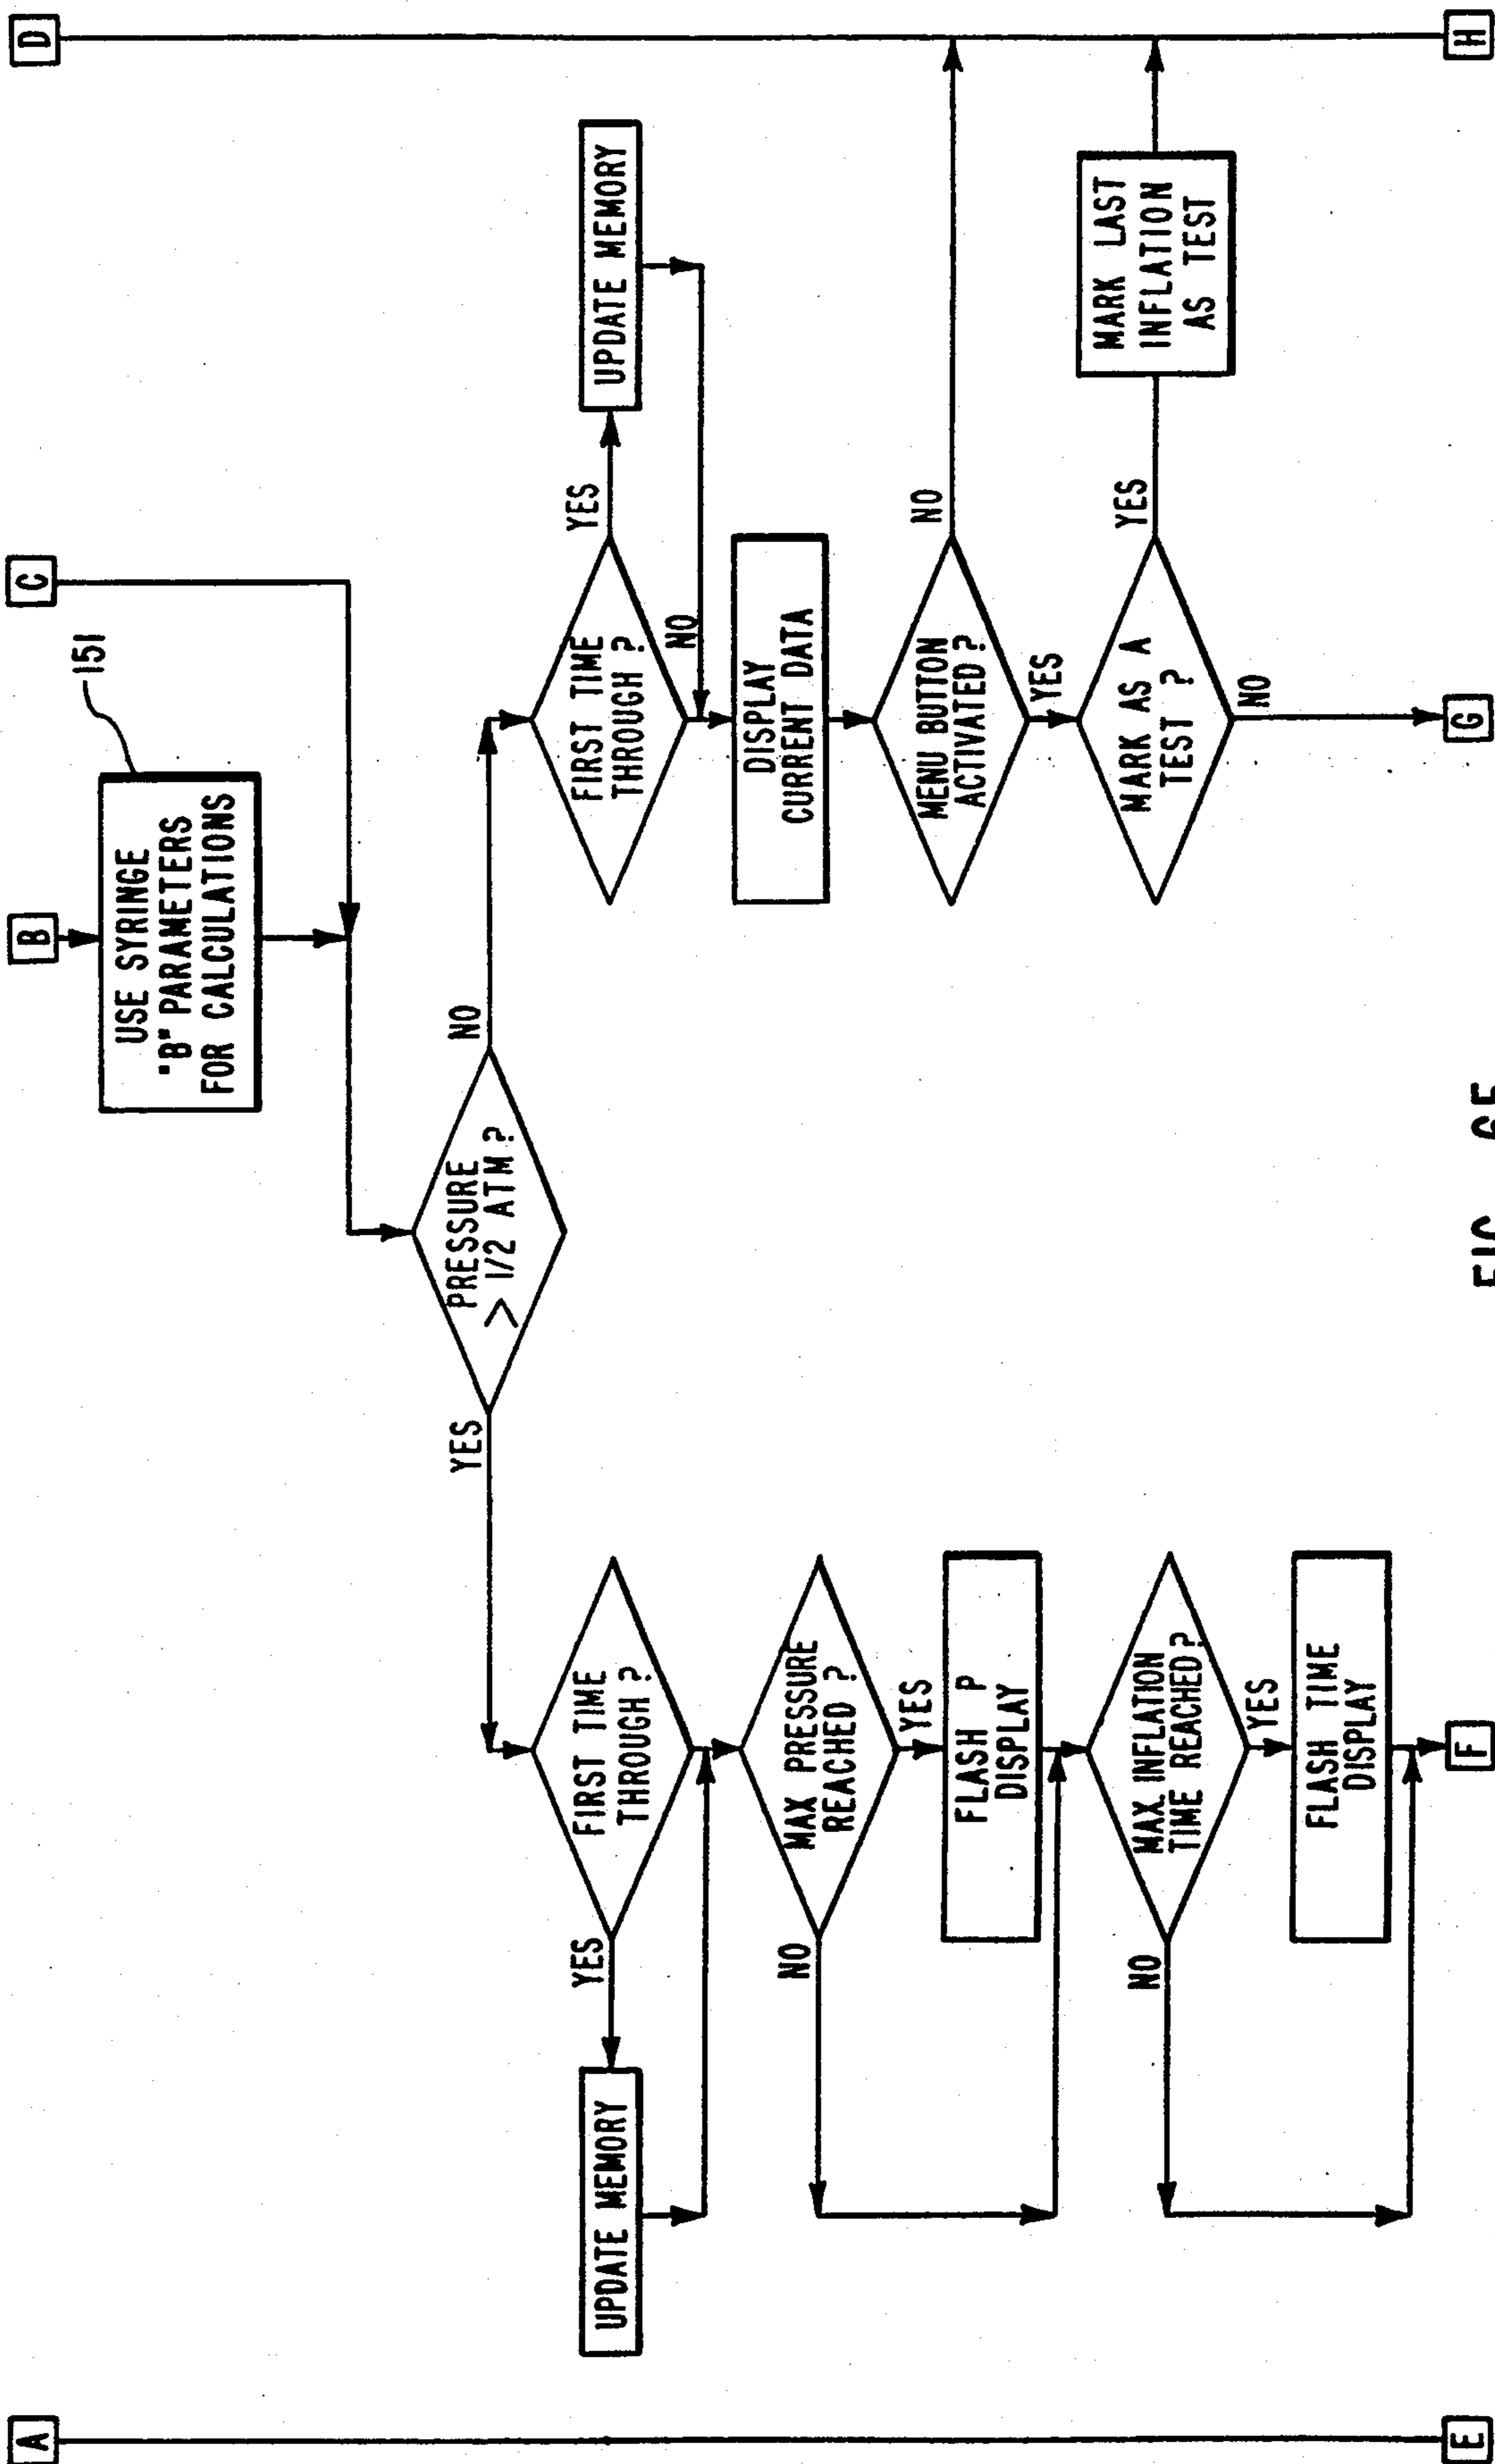 A
B
C
D
USE SYRINGE
"B" PARAMETERS
FOR CALCULATIONS
151
PRESSURE
> 1/2 ATM ?
YES
NO
FIRST TIME
THROUGH ?
YES
UPDATE MEMORY
MAX PRESSURE
REACHED ?
NO
YES
FLASH P
DISPLAY
MAX INFLATION
TIME REACHED ?
NO
YES
FLASH TIME
DISPLAY
F
FIRST TIME
THROUGH ?
YES
NO
UPDATE MEMORY
DISPLAY
CURRENT DATA
MENU BUTTON
ACTIVATED ?
NO
YES
MARK AS A
TEST ?
YES
NO
MARK LAST
INFLATION
AS TEST
G
E
H
FIG